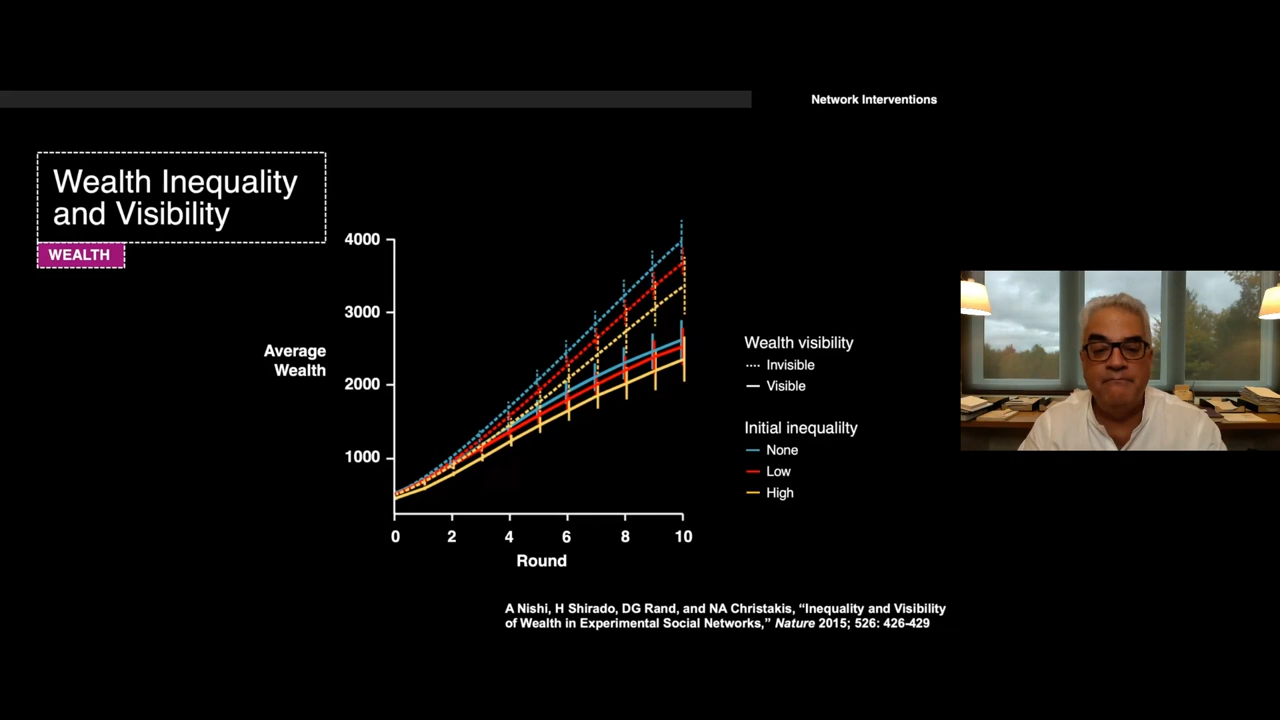 Network Interventions
Wealth Inequality
and Visibility
WEALTH
4000
3000
2000
1000
Average
Wealth
0 2 4 6 8 10
Round
Wealth visibility
Invisible
Visible
Initial inequailty
None
Low
High
A Nishi, H Shirado, DG Rand, and NA Christakis, “Inequality and Visibility
of Wealth in Experimental Social Networks,” Nature 2015; 526: 426-429